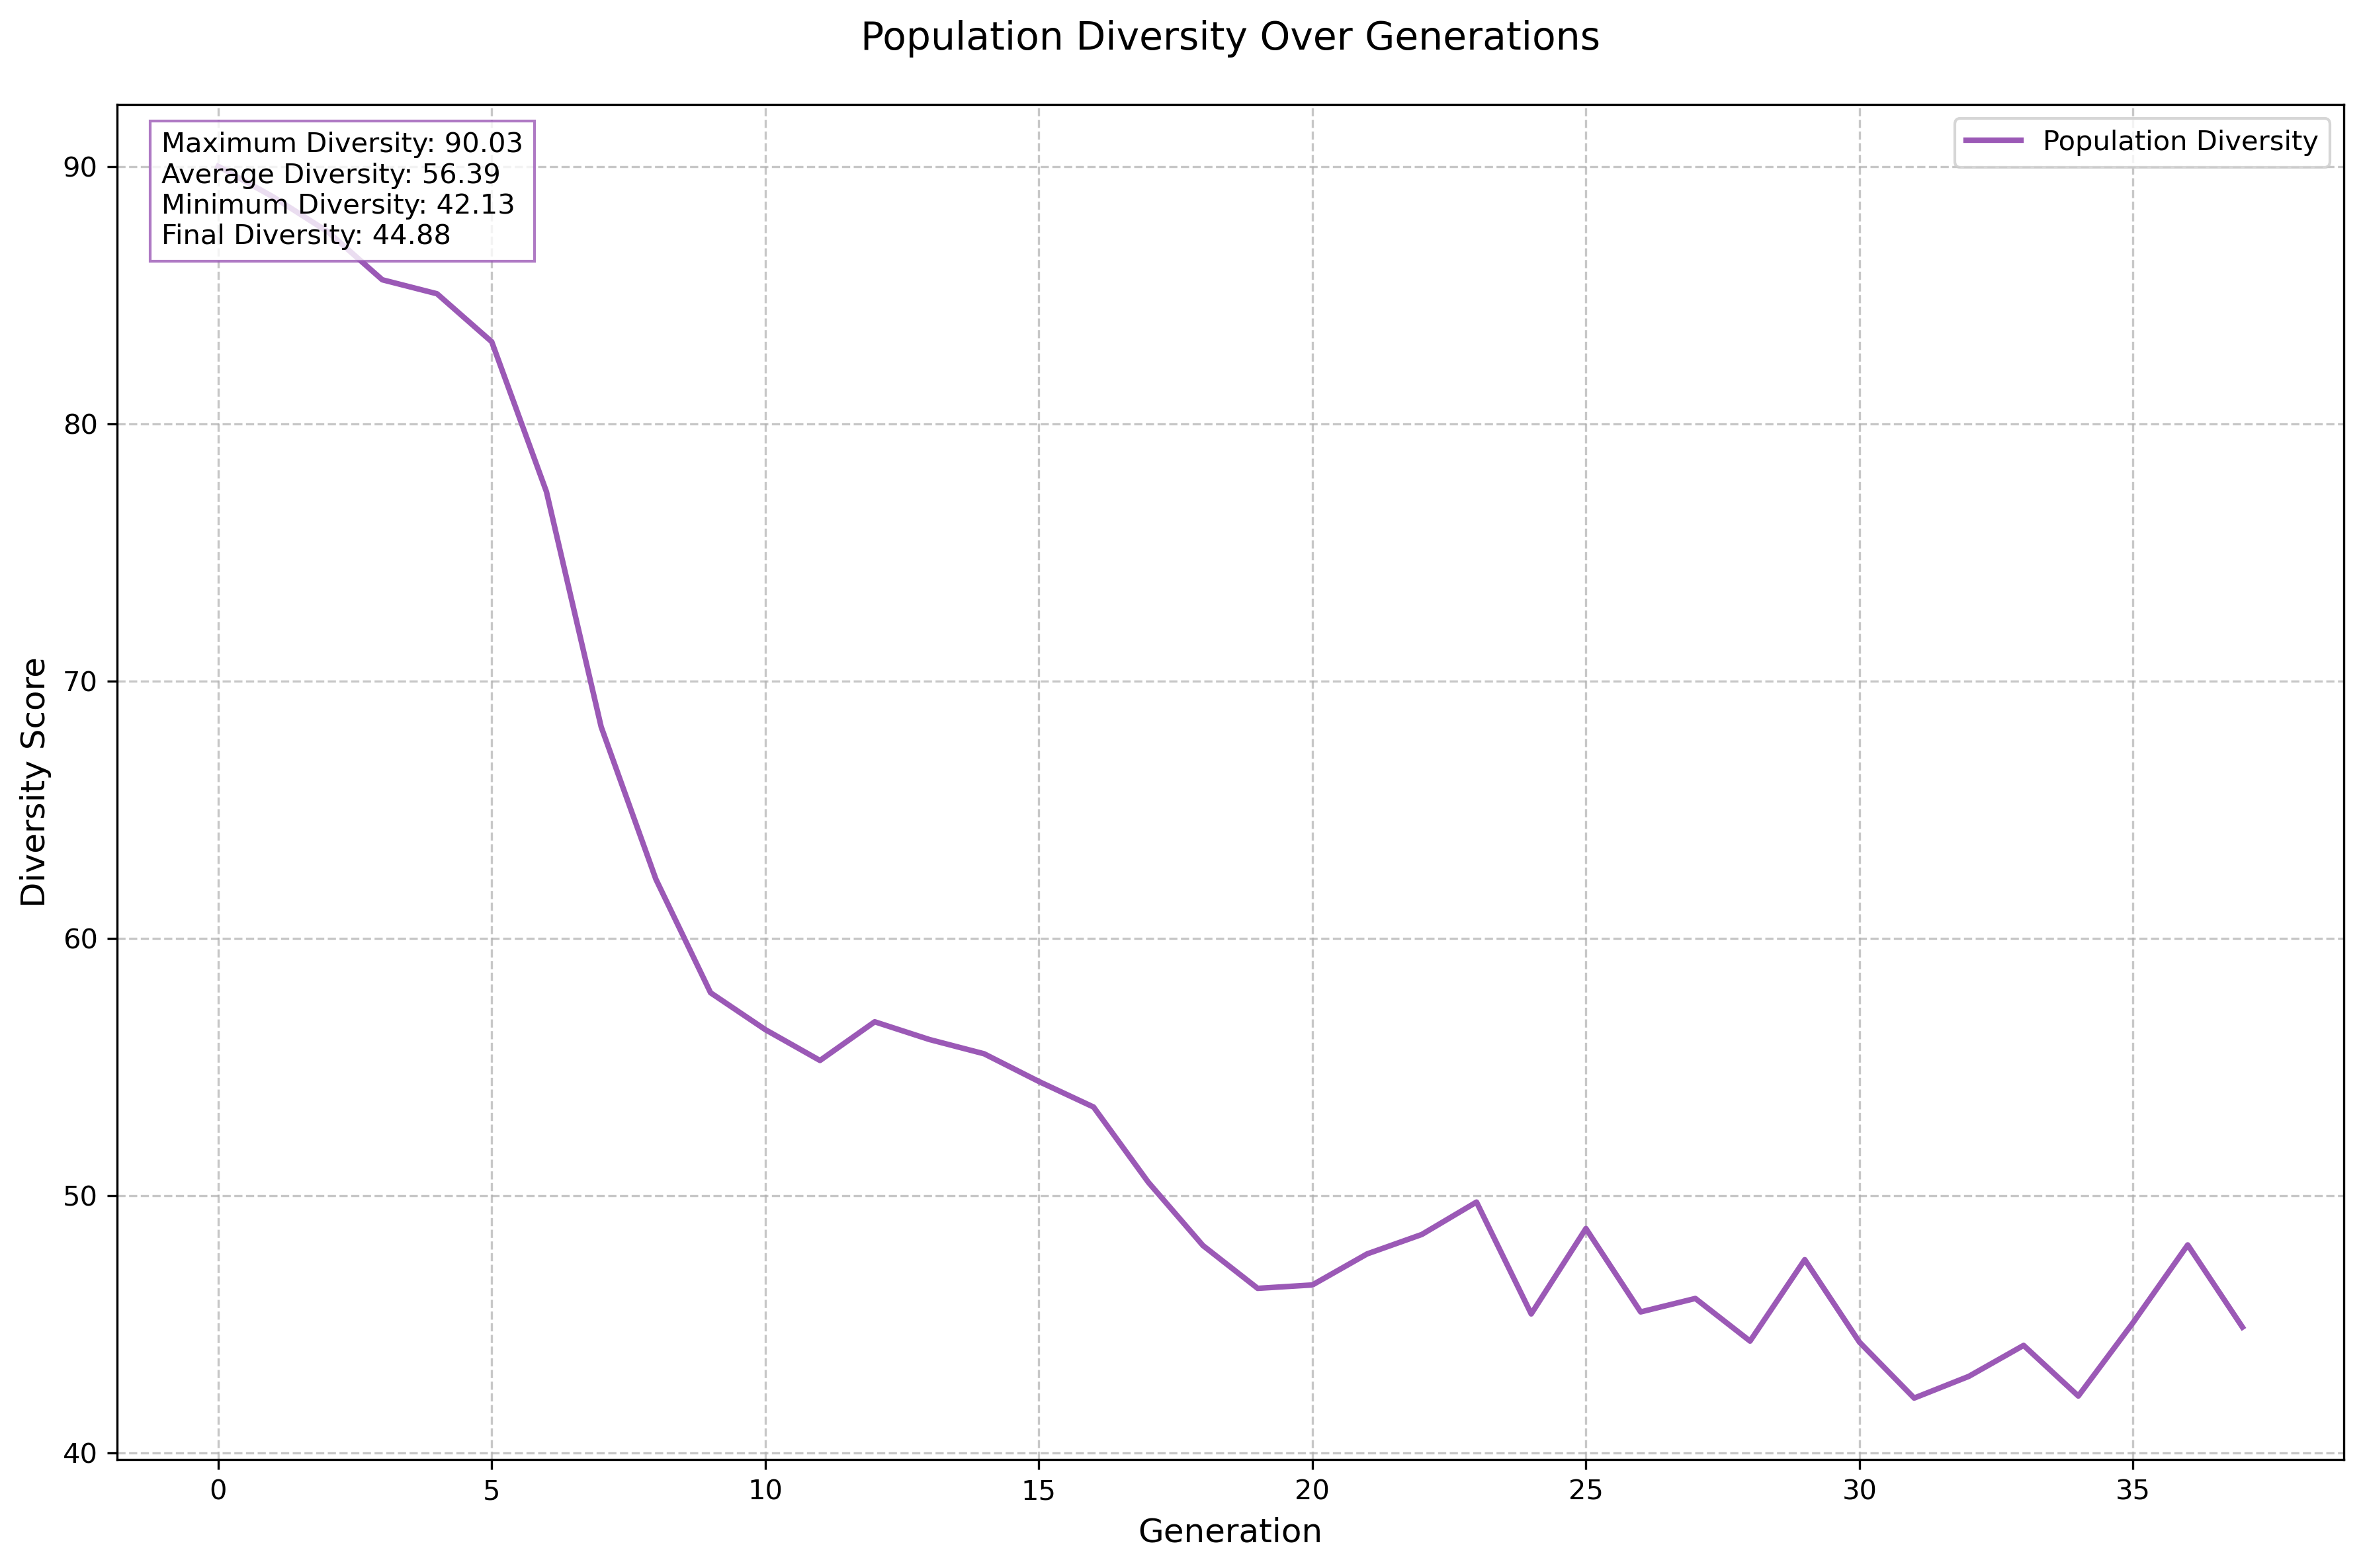 Population Diversity Over Generations
Maximum Diversity: 90.03
Average Diversity: 56.39
Minimum Diversity: 42.13
Final Diversity: 44.88
Population Diversity
Diversity Score
90
80
70
60
50
40
0 5 10 15 20 25 30 35
Generation